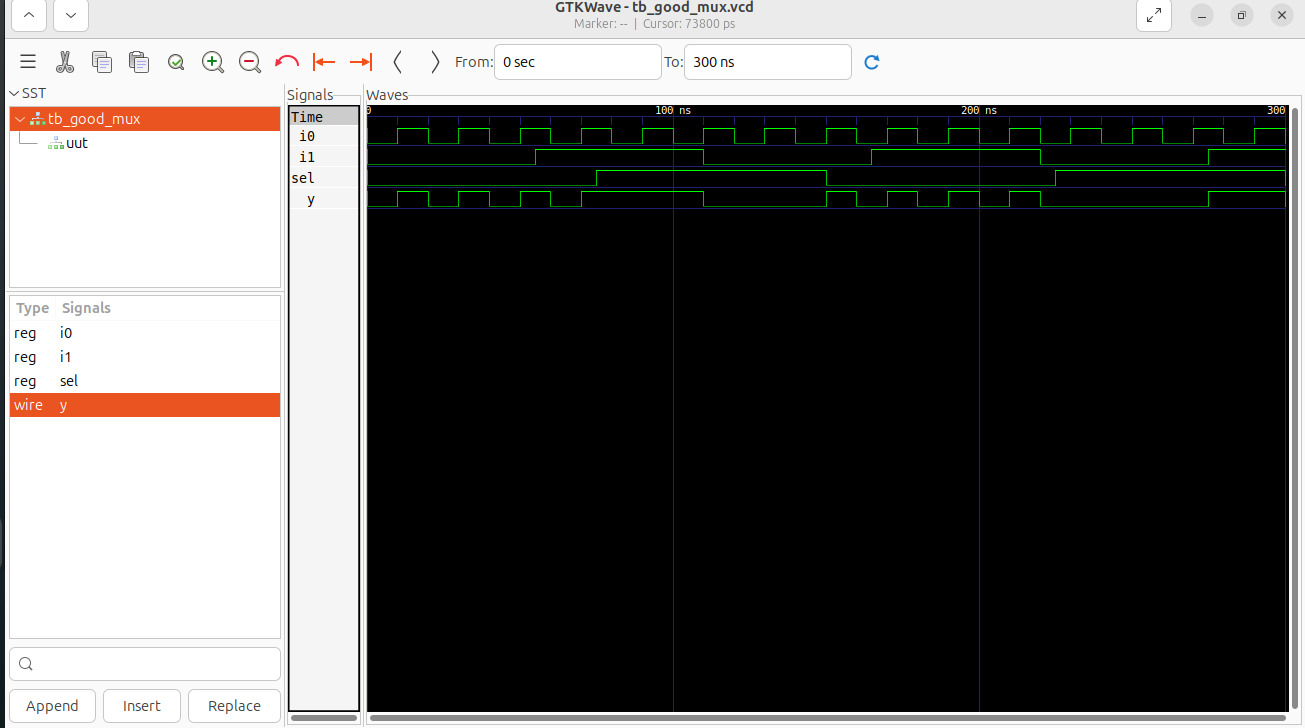 GTKWave - tb_good_mux.vcd
Marker: -- | Cursor: 73800 ps
From: 0 sec To: 300 ns
SST
tb_good_mux
uut
Type Signals
reg i0
reg i1
reg sel
wire y
Append Insert Replace
Signals
Time
i0
i1
sel
y
Waves
0 100 ns 200 ns 300